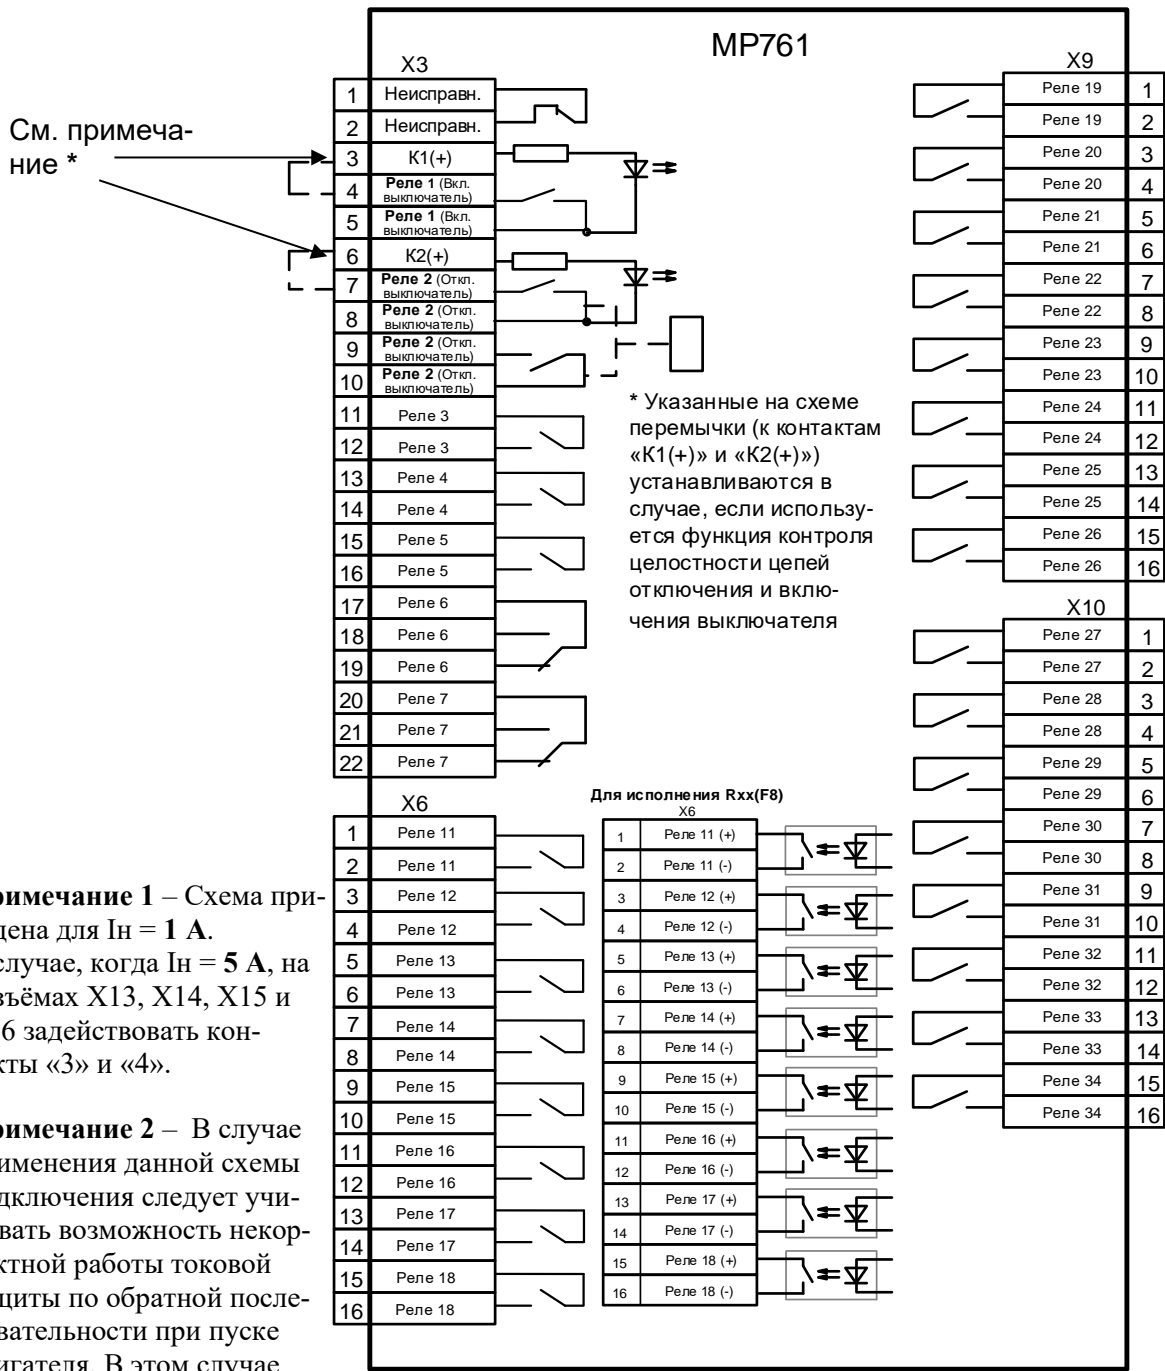 МР761
X3
1 Неисправн.
2 Неисправн.
3 К1(+)
4 Реле 1 (Вкл.
выключатель)
5 Реле 1 (Вкл.
выключатель)
6 К2(+)
7 Реле 2 (Откл.
выключатель)
8 Реле 2 (Откл.
выключатель)
9 Реле 2 (Откл.
выключатель)
10 Реле 2 (Откл.
выключатель)
11 Реле 3
12 Реле 3
13 Реле 4
14 Реле 4
15 Реле 5
16 Реле 5
17 Реле 6
18 Реле 6
19 Реле 6
20 Реле 7
21 Реле 7
22 Реле 7
См. примеча-
ние *
* Указанные на схеме
перемычки (к контактам
«К1(+)» и «К2(+)»)
устанавливаются в
случае, если использу-
ется функция контроля
целостности цепей
отключения и вклю-
чения выключателя
X9
Реле 19 1
Реле 19 2
Реле 20 3
Реле 20 4
Реле 21 5
Реле 21 6
Реле 22 7
Реле 22 8
Реле 23 9
Реле 23 10
Реле 24 11
Реле 24 12
Реле 25 13
Реле 25 14
Реле 26 15
Реле 26 16
X10
Реле 27 1
Реле 27 2
Реле 28 3
Реле 28 4
Реле 29 5
Реле 29 6
Реле 30 7
Реле 30 8
Реле 31 9
Реле 31 10
Реле 32 11
Реле 32 12
Реле 33 13
Реле 33 14
Реле 34 15
Реле 34 16
X6
1 Реле 11
2 Реле 11
3 Реле 12
4 Реле 12
5 Реле 13
6 Реле 13
7 Реле 14
8 Реле 14
9 Реле 15
10 Реле 15
11 Реле 16
12 Реле 16
13 Реле 17
14 Реле 17
15 Реле 18
16 Реле 18
Для исполнения Rxx(F8)
X6
1 Реле 11 (+)
2 Реле 11 (-)
3 Реле 12 (+)
4 Реле 12 (-)
5 Реле 13 (+)
6 Реле 13 (-)
7 Реле 14 (+)
8 Реле 14 (-)
9 Реле 15 (+)
10 Реле 15 (-)
11 Реле 16 (+)
12 Реле 16 (-)
13 Реле 17 (+)
14 Реле 17 (-)
15 Реле 18 (+)
16 Реле 18 (-)
римечание 1 – Схема при-
дена для Iн = 1 А.
случае, когда Iн = 5 А, на
зъёмах X13, X14, X15 и
6 задействовать кон-
кты «3» и «4».
римечание 2 – В случае
именения данной схемы
дключения следует учи-
вать возможность некор-
ктной работы токовой
щиты по обратной после-
вательности при пуске
игателя. В этом случае